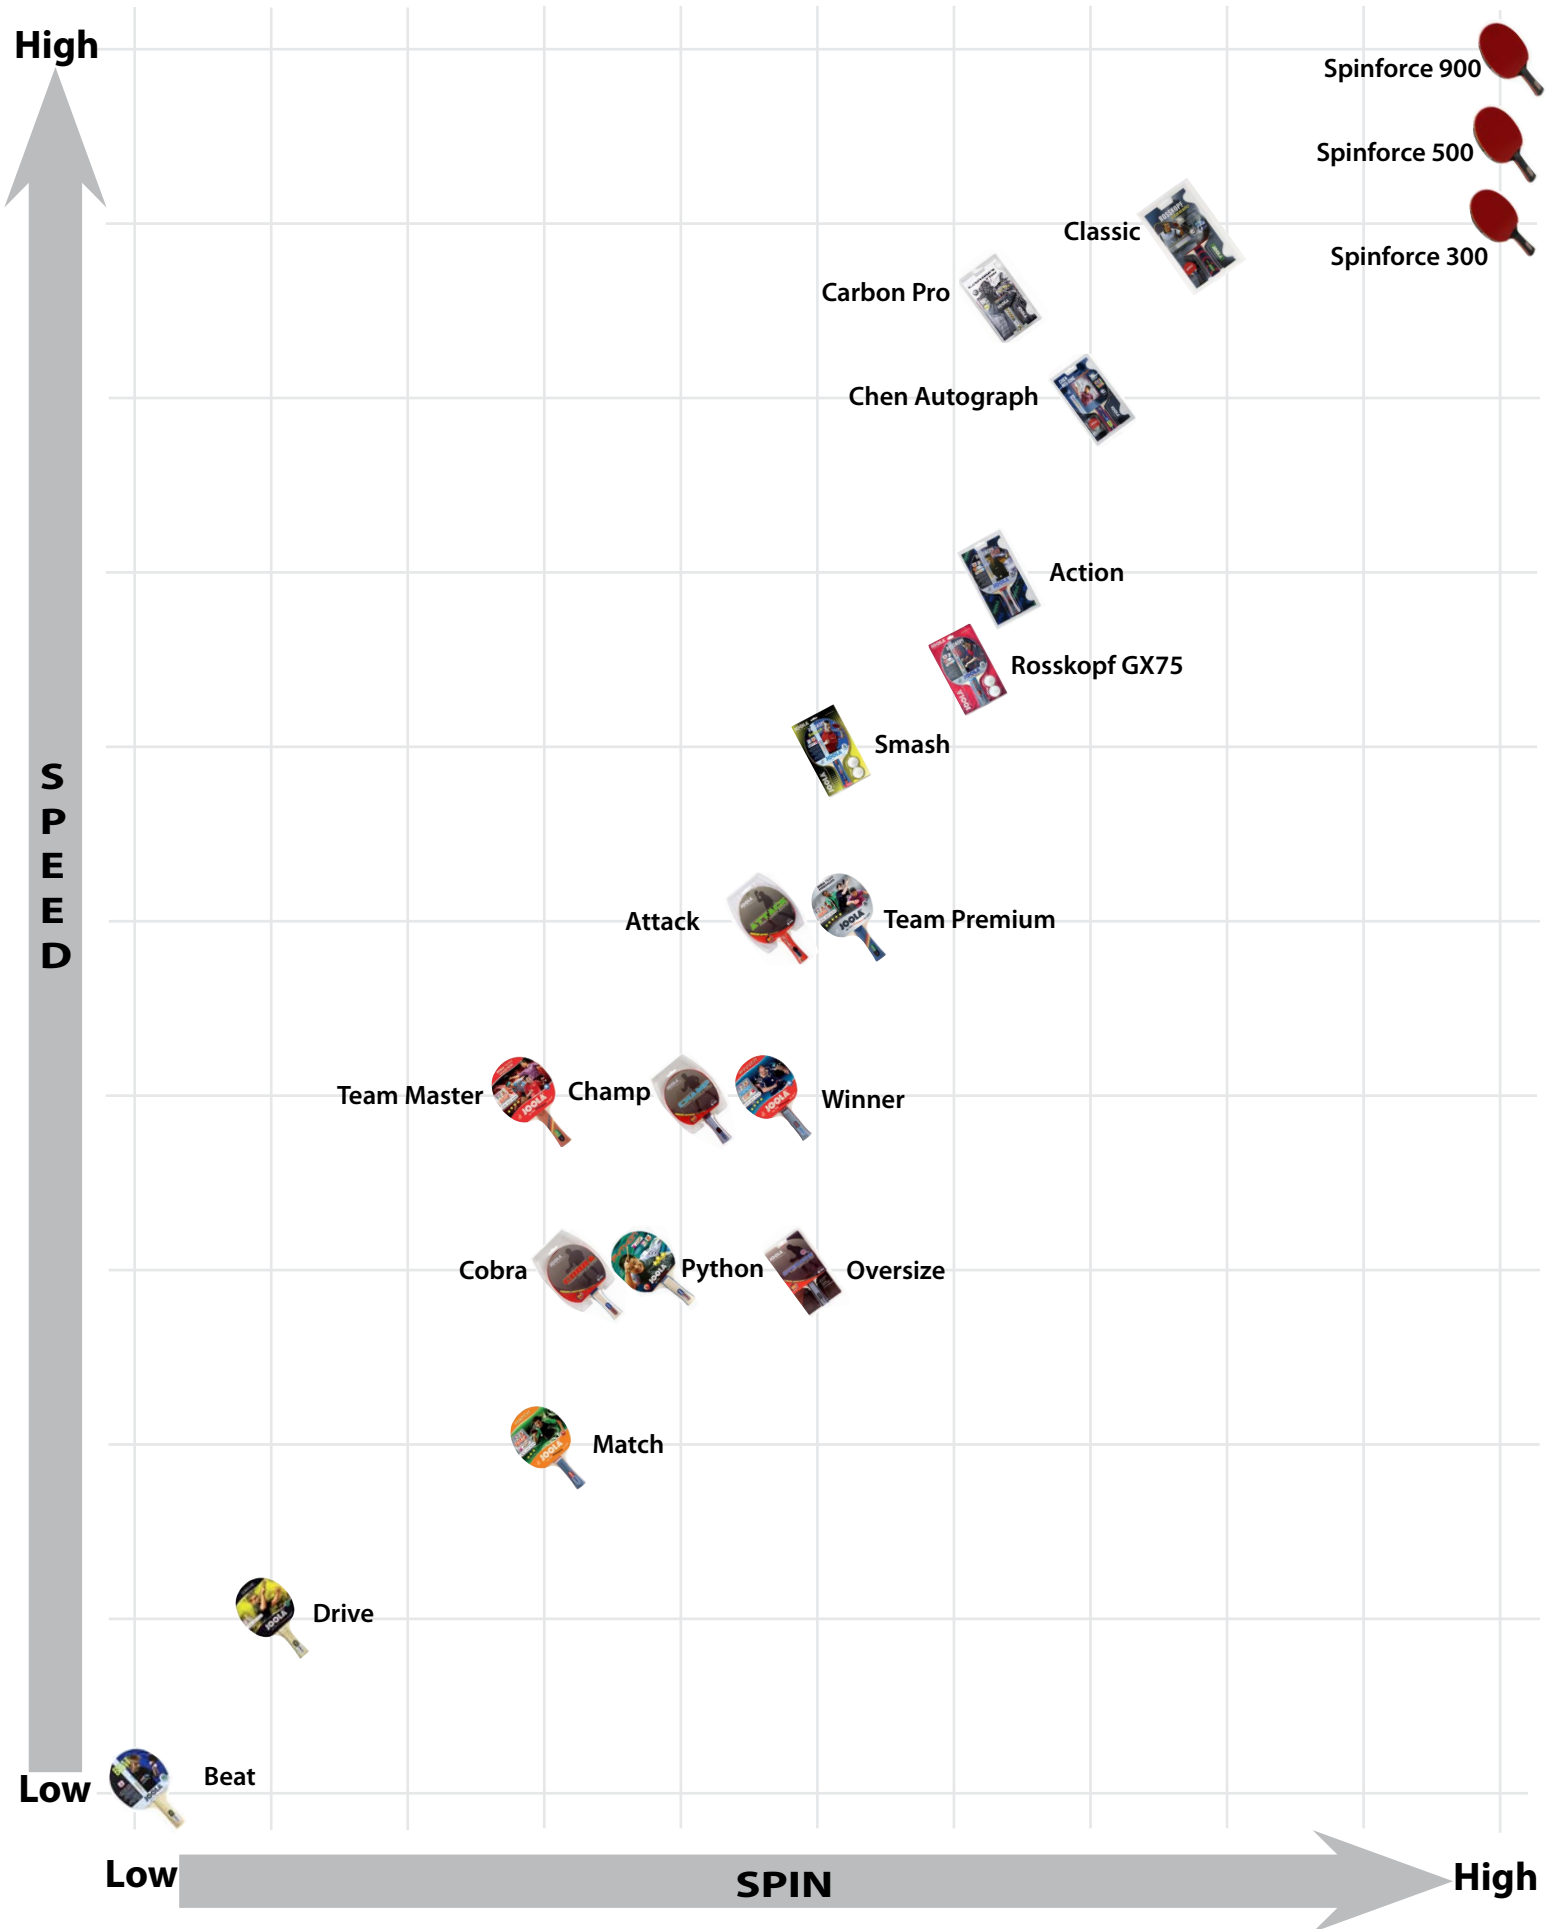 High
Spinforce 900
Spinforce 500
Classic
Spinforce 300
Carbon Pro
Chen Autograph
Action
Rosskopf GX75
Smash
SPEED
Attack
Team Premium
Team Master
Champ
Winner
Cobra
Python
Oversize
Match
Drive
Beat
Low
Low
SPIN
High